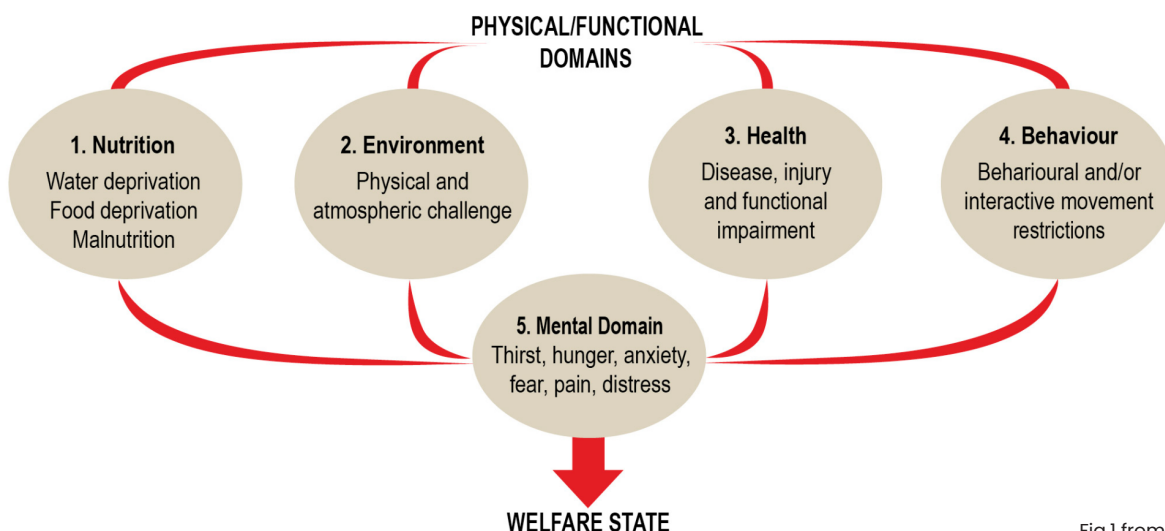 PHYSICAL/FUNCTIONAL
DOMAINS
1. Nutrition
Water deprivation
Food deprivation
Malnutrition
2. Environment
Physical and
atmospheric challenge
3. Health
Disease, injury
and functional
impairment
4. Behaviour
Beharioural and/or
interactive movement
restrictions
5. Mental Domain
Thirst, hunger, anxiety,
fear, pain, distress
WELFARE STATE
Fig 1 from